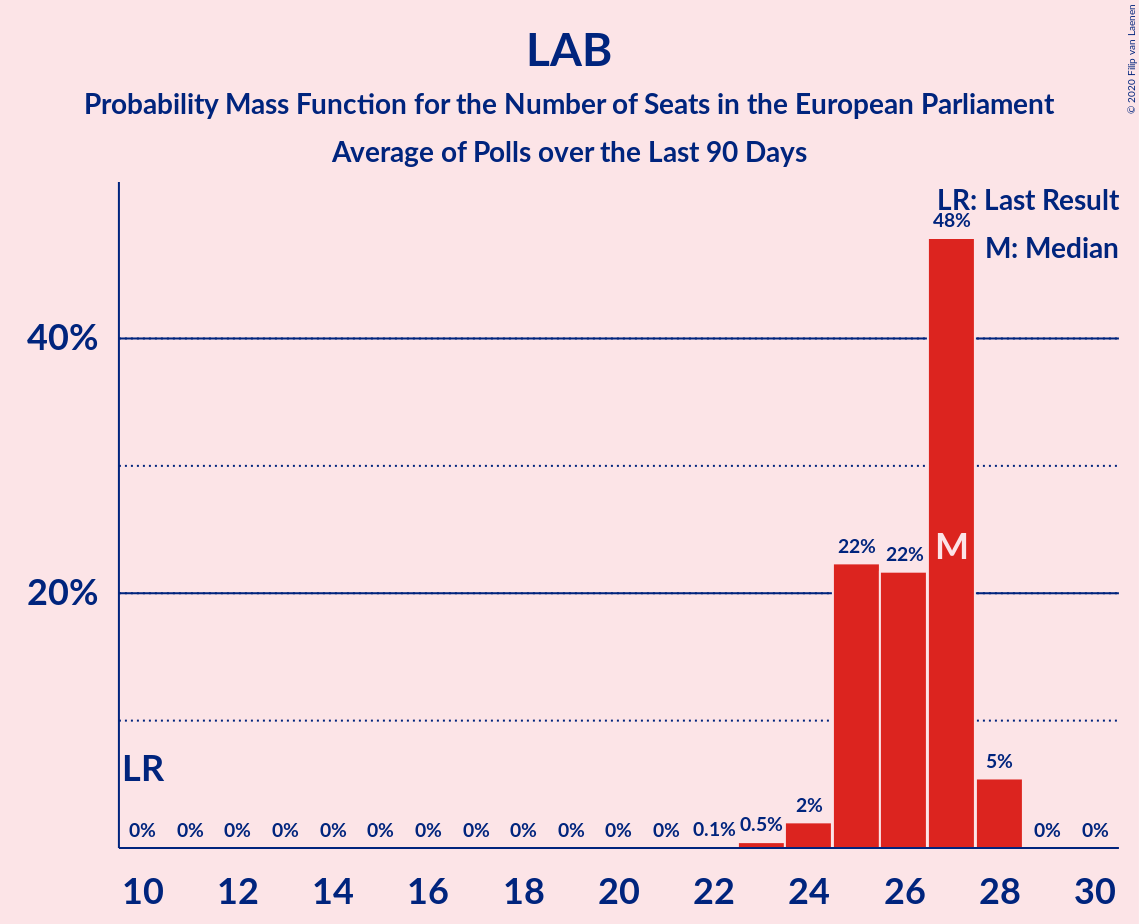 LAB
Probability Mass Function for the Number of Seats in the European Parliament
Average of Polls over the Last 90 Days
© 2020 Filip van Laenen
LR: Last Result
M: Median
48%
40%
22%
22%
M
20%
LR
5%
2%
0% 0% 0% 0% 0% 0% 0% 0% 0% 0% 0% 0% 0.1% 0.5% 0% 0%
10 12 14 16 18 20 22 24 26 28 30